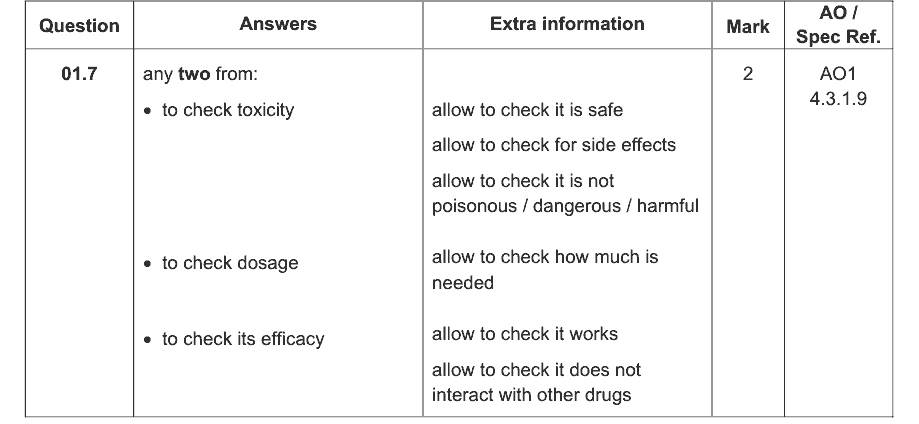 Question Answers Extra information Mark AO / Spec Ref.
01.7 any two from: 2 AO1
4.3.1.9
• to check toxicity allow to check it is safe
allow to check for side effects
allow to check it is not
poisonous / dangerous / harmful
• to check dosage allow to check how much is
needed
• to check its efficacy allow to check it works
allow to check it does not
interact with other drugs